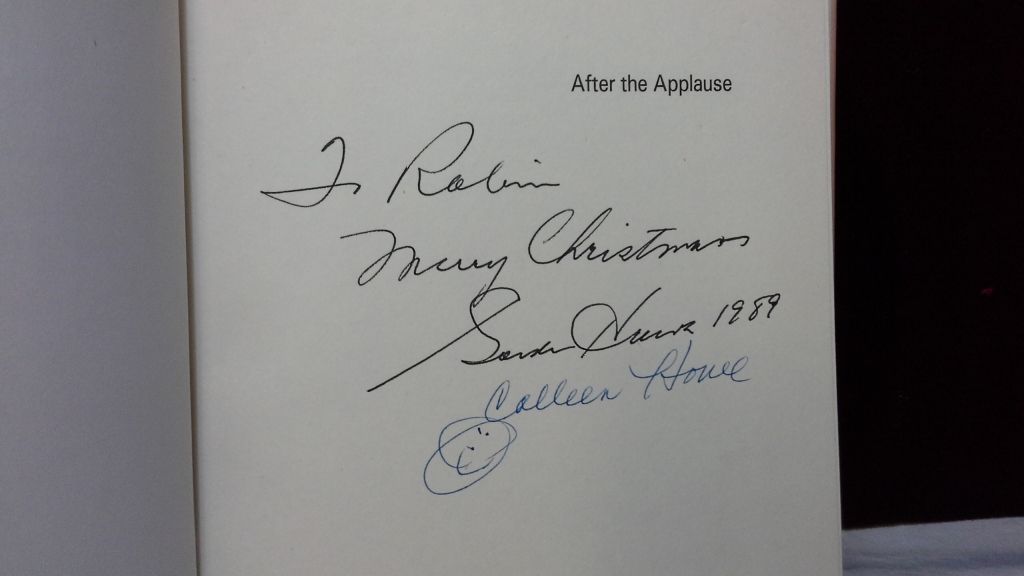 After the Applause
To Robin
Merry Christmas
Gordie Howe 1989
Colleen Howe